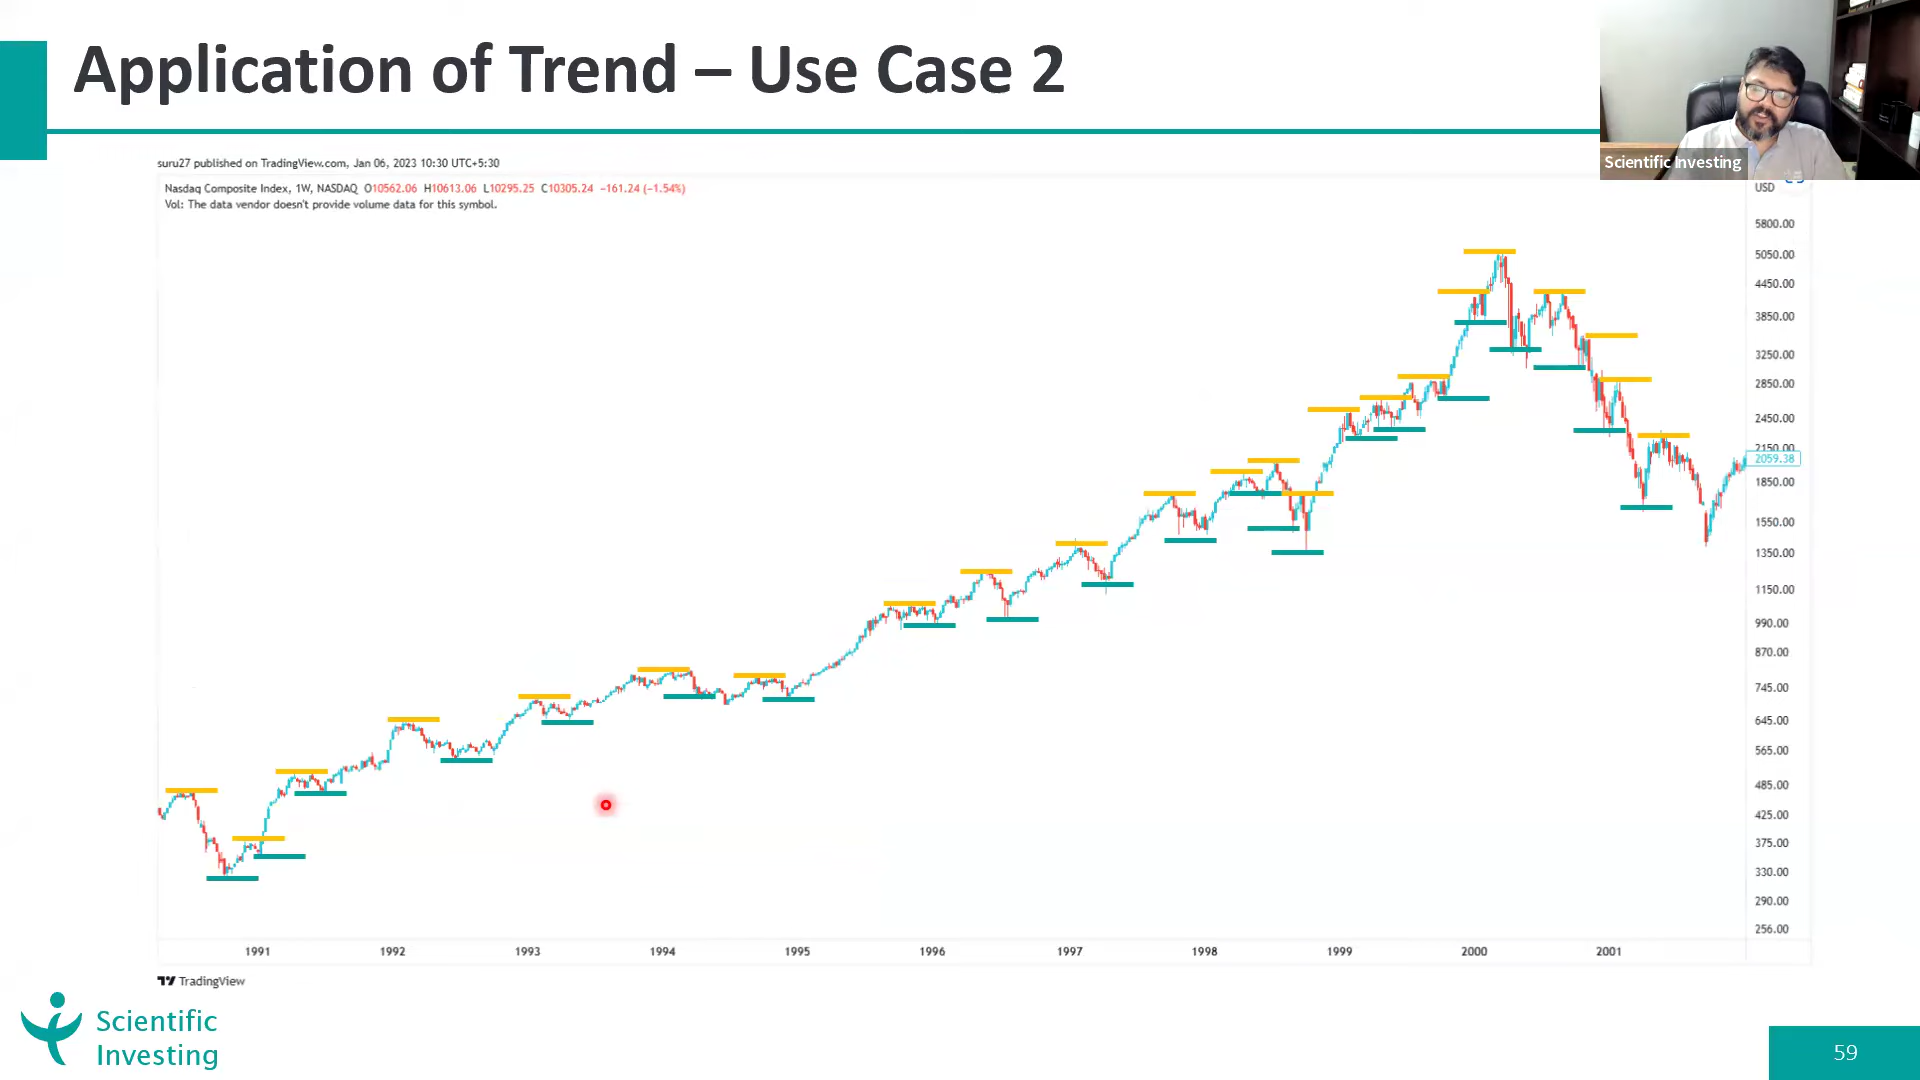 Application of Trend – Use Case 2
Scientific Investing
suru27 published on TradingView.com, Jan 06, 2023 10:30 UTC+5:30
Nasdaq Composite Index, 1W, NASDAQ O10562.06 H10613.06 L10295.25 C10305.24 −161.24 (−1.54%)
Vol: The data vendor doesn't provide volume data for this symbol.
USD
5800.00
5050.00
4450.00
3850.00
3250.00
2850.00
2450.00
2150.00
2059.38
1850.00
1550.00
1350.00
1150.00
990.00
870.00
745.00
645.00
565.00
485.00
425.00
375.00
330.00
290.00
256.00
1991 1992 1993 1994 1995 1996 1997 1998 1999 2000 2001
TradingView
Scientific
Investing
59